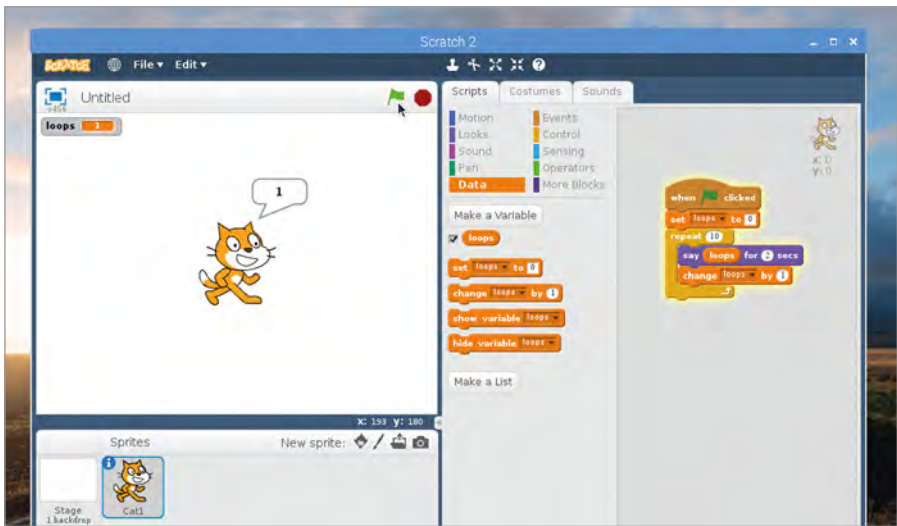 Scratch 2
SCRATCH File Edit
Untitled
v456
loops 1
1
X: 193 y: 180
Sprites New sprite:
Stage
1 backdrop
Cat1
Scripts Costumes Sounds
Motion Events
Looks Control
Sound Sensing
Pen Operators
Data More Blocks
Make a Variable
loops
set loops to 0
change loops by 1
show variable loops
hide variable loops
Make a List
x: 0
y: 0
when clicked
set loops to 0
repeat 10
say loops for 2 secs
change loops by 1